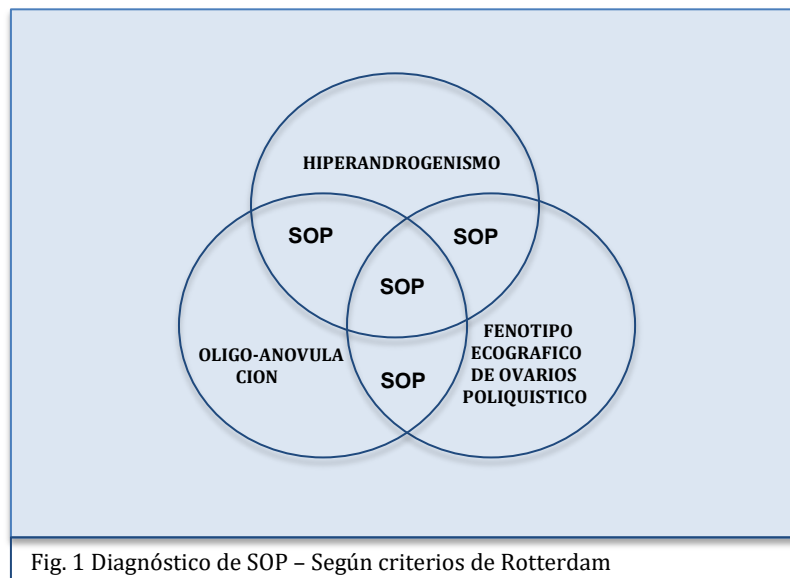 HIPERANDROGENISMO
SOP
SOP
SOP
OLIGO-ANOVULA
CION
FENOTIPO
ECOGRAFICO
DE OVARIOS
POLIQUISTICO
SOP
Fig. 1 Diagnóstico de SOP – Según criterios de Rotterdam